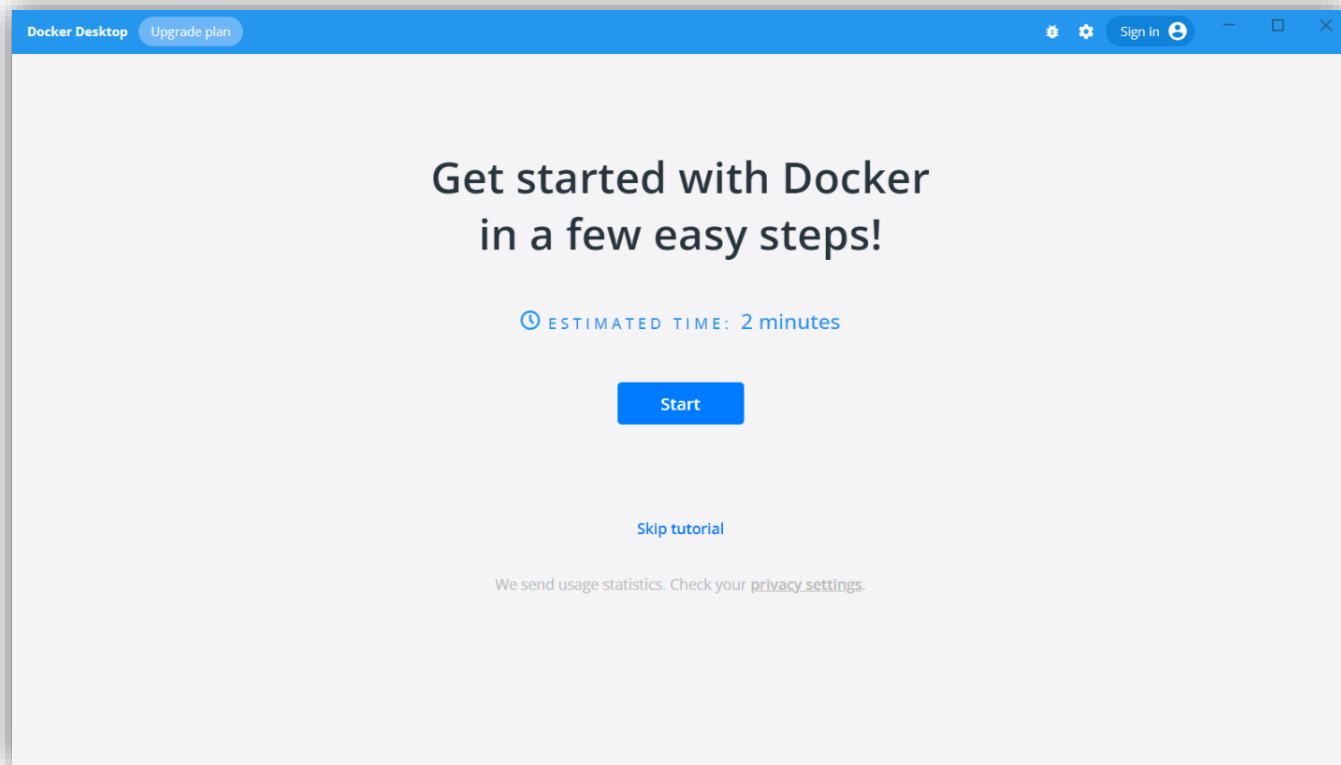 Docker Desktop Upgrade plan Sign in
Get started with Docker
in a few easy steps!
ESTIMATED TIME: 2 minutes
Start
Skip tutorial
We send usage statistics. Check your privacy settings.